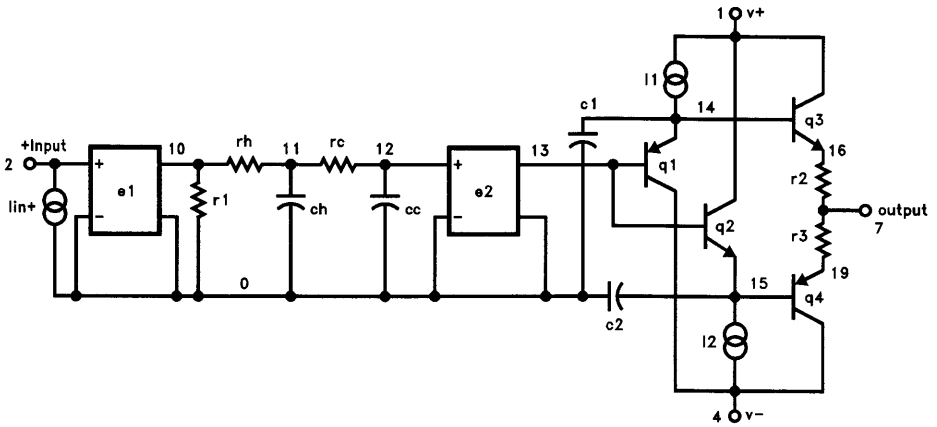 1 v+
I1
c1
14
q3
+Input
10
rh
11
rc
12
13
q1
16
2
+
e1
+
e2
r2
Iin+
r1
ch
cc
q2
output
7
−
−
r3
0
15
19
q4
c2
I2
4 v−